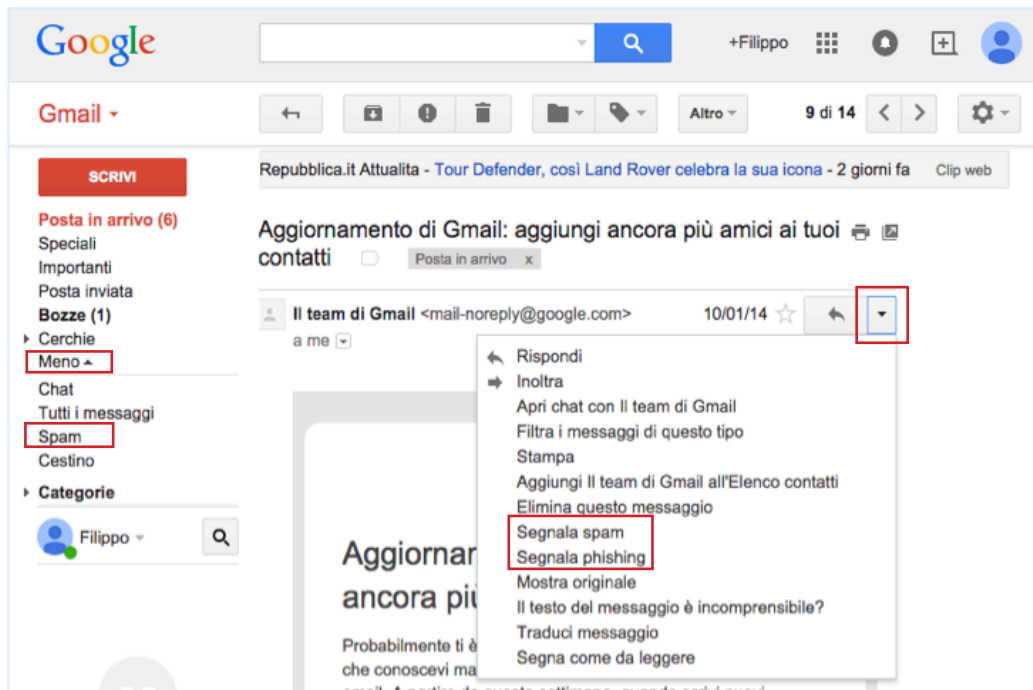 Google
+Filippo
Gmail
Altro
9 di 14
SCRIVI
Repubblica.it Attualita - Tour Defender, così Land Rover celebra la sua icona - 2 giorni fa
Clip web
Posta in arrivo (6)
Speciali
Importanti
Posta inviata
Bozze (1)
Cerchie
Meno
Chat
Tutti i messaggi
Spam
Cestino
Categorie
Filippo
Aggiornamento di Gmail: aggiungi ancora più amici ai tuoi
contatti
Posta in arrivo x
Il team di Gmail <mail-noreply@google.com>
10/01/14
a me
Rispondi
Inoltra
Apri chat con Il team di Gmail
Filtra i messaggi di questo tipo
Stampa
Aggiungi Il team di Gmail all'Elenco contatti
Elimina questo messaggio
Segnala spam
Segnala phishing
Mostra originale
Il testo del messaggio è incomprensibile?
Traduci messaggio
Segna come da leggere
Aggiornar
ancora più
Probabilmente ti è
che conoscevi ma